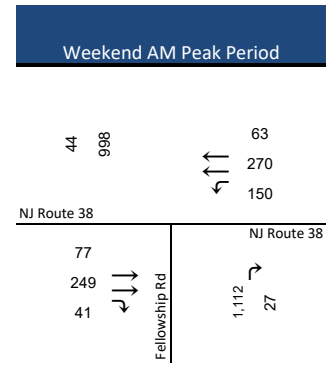 Weekend AM Peak Period
44
998
63
270
150
NJ Route 38
NJ Route 38
77
249
41
Fellowship Rd
1,112
27